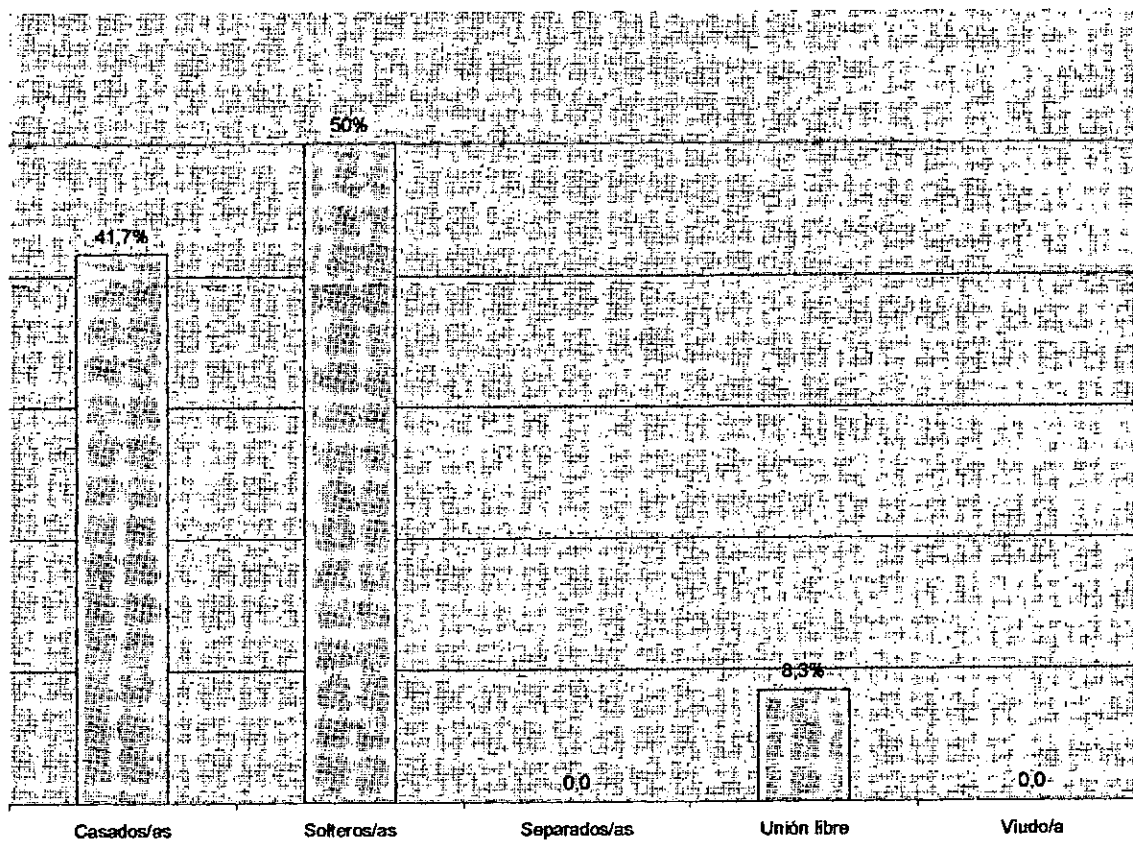 50%
41,7%
8,3%
0,0
0,0
Casados/as
Solteros/as
Separados/as
Unión libre
Viudo/a